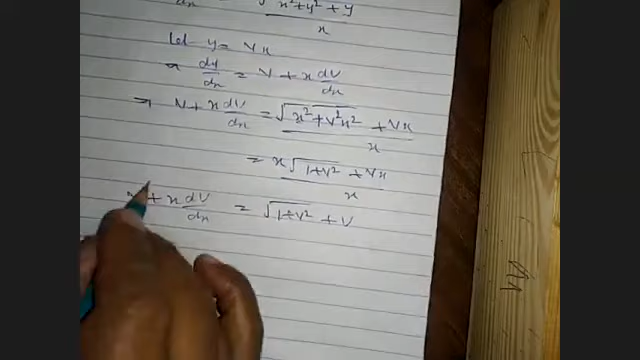 dx √x²+y² + y
x
Let y = vx
⇒ dy/dx = v + x dv/dx
⇒ v + x dv/dx = (√x²+v²x² + vx)/x
= (x√1+v² + vx)/x
+ x dv/dx = √1+v² + v